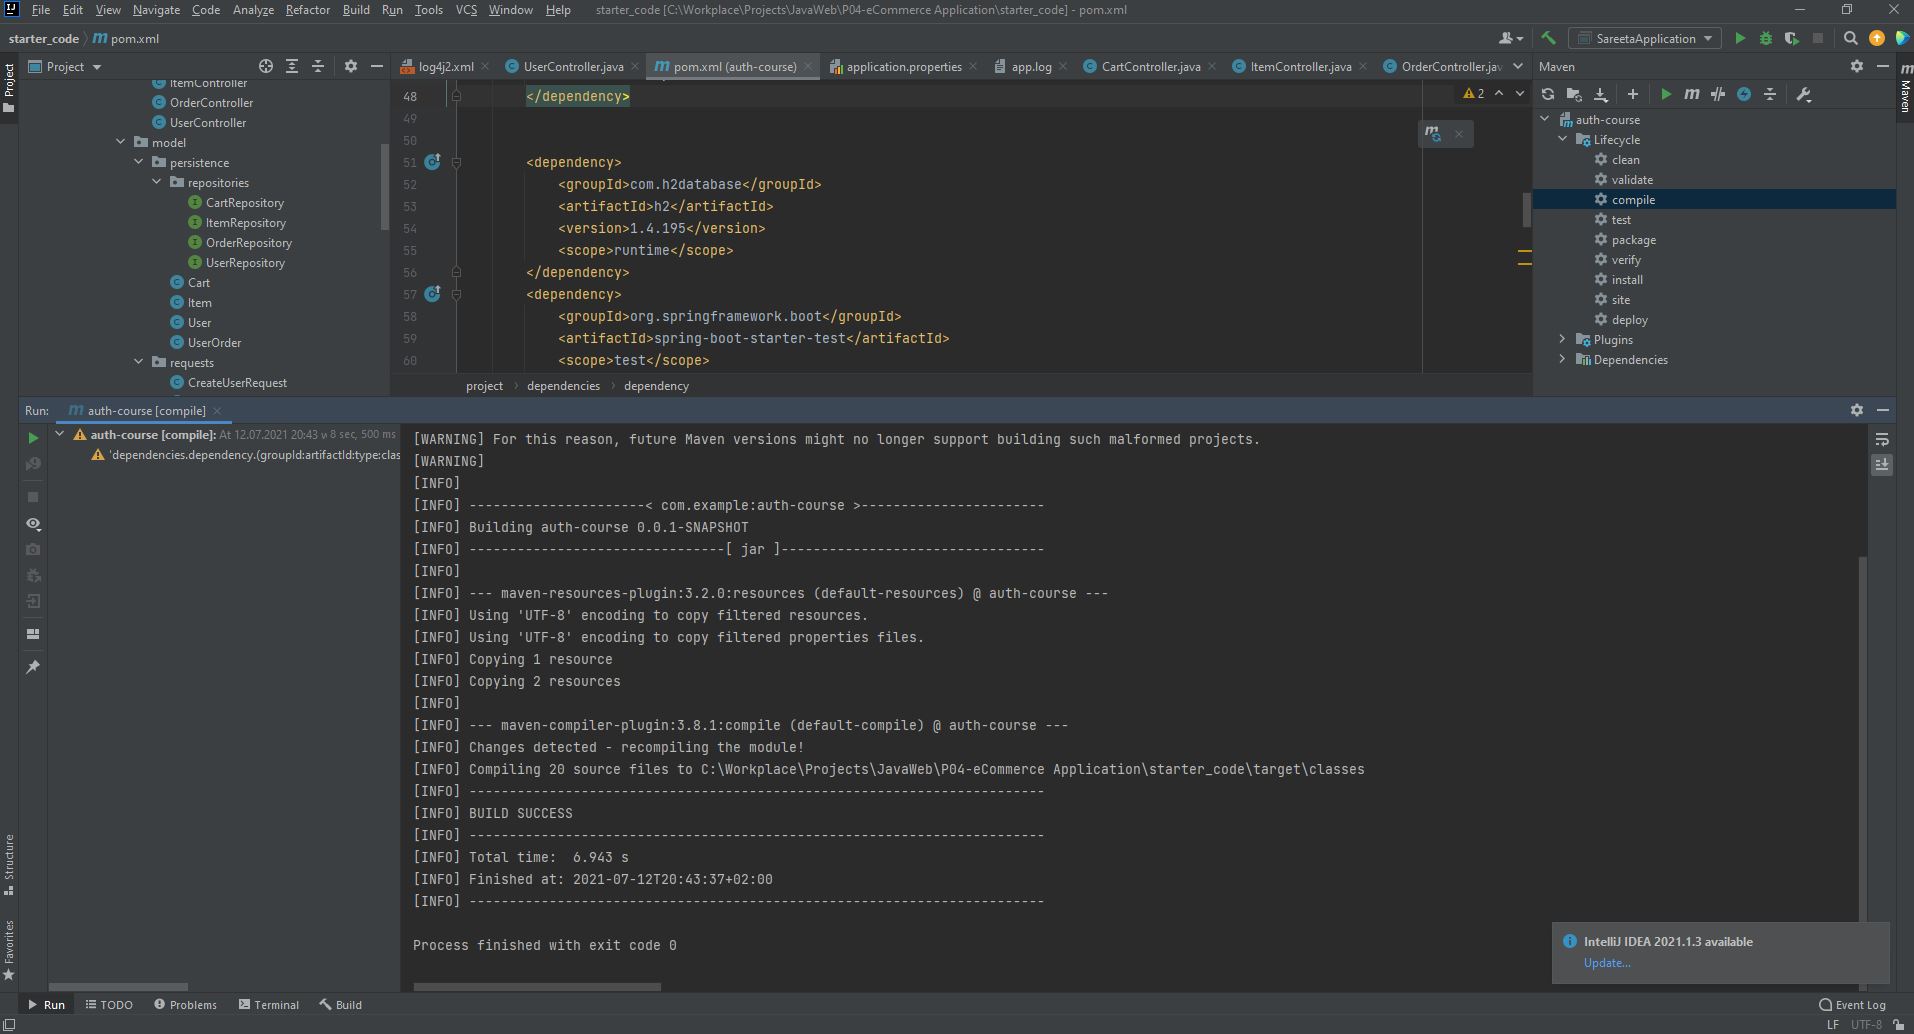 File Edit View Navigate Code Analyze Refactor Build Run Tools VCS Window Help starter_code [C:\Workplace\Projects\JavaWeb\P04-eCommerce Application\starter_code] - pom.xml
starter_code m pom.xml SareetaApplication
Project log4j2.xml UserController.java pom.xml (auth-course) application.properties app.log CartController.java ItemController.java OrderController.jav Maven
Project
ItemController
OrderController
UserController
model
persistence
repositories
CartRepository
ItemRepository
OrderRepository
UserRepository
Cart
Item
User
UserOrder
requests
CreateUserRequest
2
48 </dependency>
49
50
51 <dependency>
52 <groupId>com.h2database</groupId>
53 <artifactId>h2</artifactId>
54 <version>1.4.195</version>
55 <scope>runtime</scope>
56 </dependency>
57 <dependency>
58 <groupId>org.springframework.boot</groupId>
59 <artifactId>spring-boot-starter-test</artifactId>
60 <scope>test</scope>
project dependencies dependency
auth-course
Lifecycle
clean
validate
compile
test
package
verify
install
site
deploy
Plugins
Dependencies
Maven
Run: m auth-course [compile]
auth-course [compile]: At 12.07.2021 20:43 w 8 sec, 500 ms
'dependencies.dependency.(groupId:artifactId:type:clas
[WARNING] For this reason, future Maven versions might no longer support building such malformed projects.
[WARNING]
[INFO]
[INFO] ----------------------< com.example:auth-course >-----------------------
[INFO] Building auth-course 0.0.1-SNAPSHOT
[INFO] --------------------------------[ jar ]---------------------------------
[INFO]
[INFO] --- maven-resources-plugin:3.2.0:resources (default-resources) @ auth-course ---
[INFO] Using 'UTF-8' encoding to copy filtered resources.
[INFO] Using 'UTF-8' encoding to copy filtered properties files.
[INFO] Copying 1 resource
[INFO] Copying 2 resources
[INFO]
[INFO] --- maven-compiler-plugin:3.8.1:compile (default-compile) @ auth-course ---
[INFO] Changes detected - recompiling the module!
[INFO] Compiling 20 source files to C:\Workplace\Projects\JavaWeb\P04-eCommerce Application\starter_code\target\classes
[INFO] ------------------------------------------------------------------------
[INFO] BUILD SUCCESS
[INFO] ------------------------------------------------------------------------
[INFO] Total time:  6.943 s
[INFO] Finished at: 2021-07-12T20:43:37+02:00
[INFO] ------------------------------------------------------------------------
Process finished with exit code 0
Structure
Favorites
IntelliJ IDEA 2021.1.3 available
Update...
Run TODO Problems Terminal Build Event Log
LF UTF-8